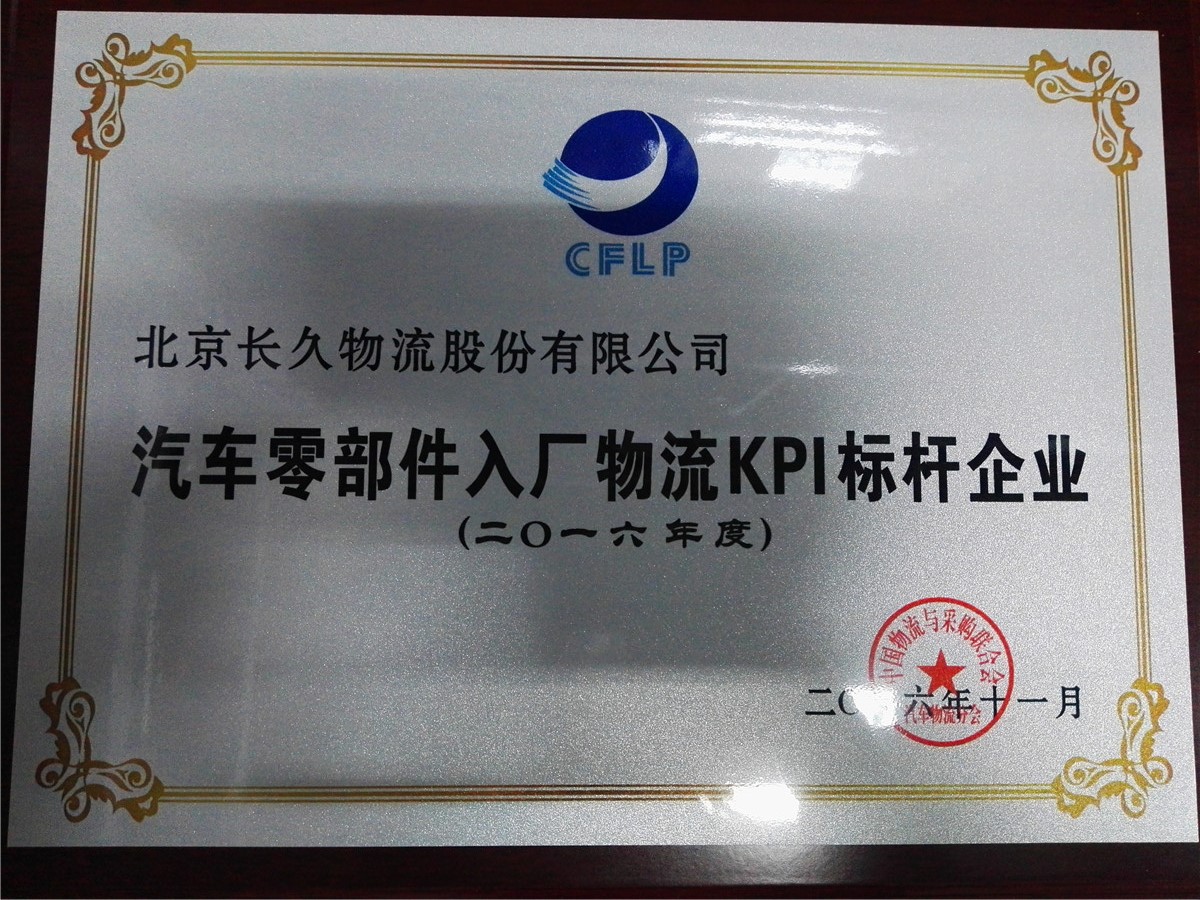 CFLP
北京长久物流股份有限公司
汽车零部件入厂物流KPI标杆企业
(二〇一六年度)
中国物流与采购联合会
汽车物流分会
二〇 六年十一月